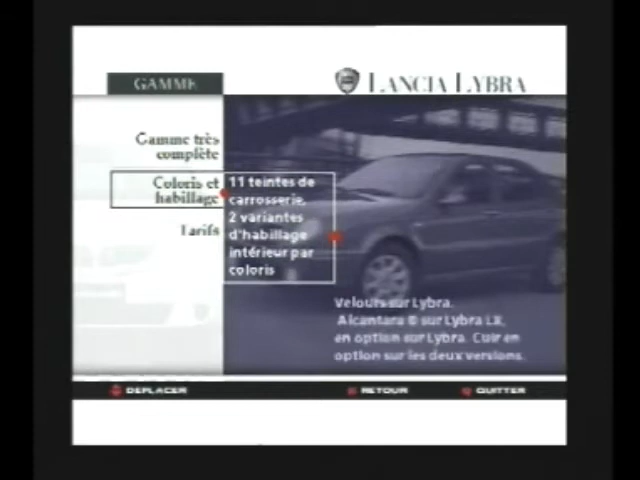 GAMME
LANCIA LYBRA
Gamme très
complète
Coloris et
habillage
Tarifs
11 teintes de
carrosserie,
2 variantes
d'habillage
intérieur par
coloris
Velours sur Lybra.
Alcantara ® sur Lybra LX,
en option sur Lybra. Cuir en
option sur les deux versions.
DEPLACER
RETOUR
QUITTER